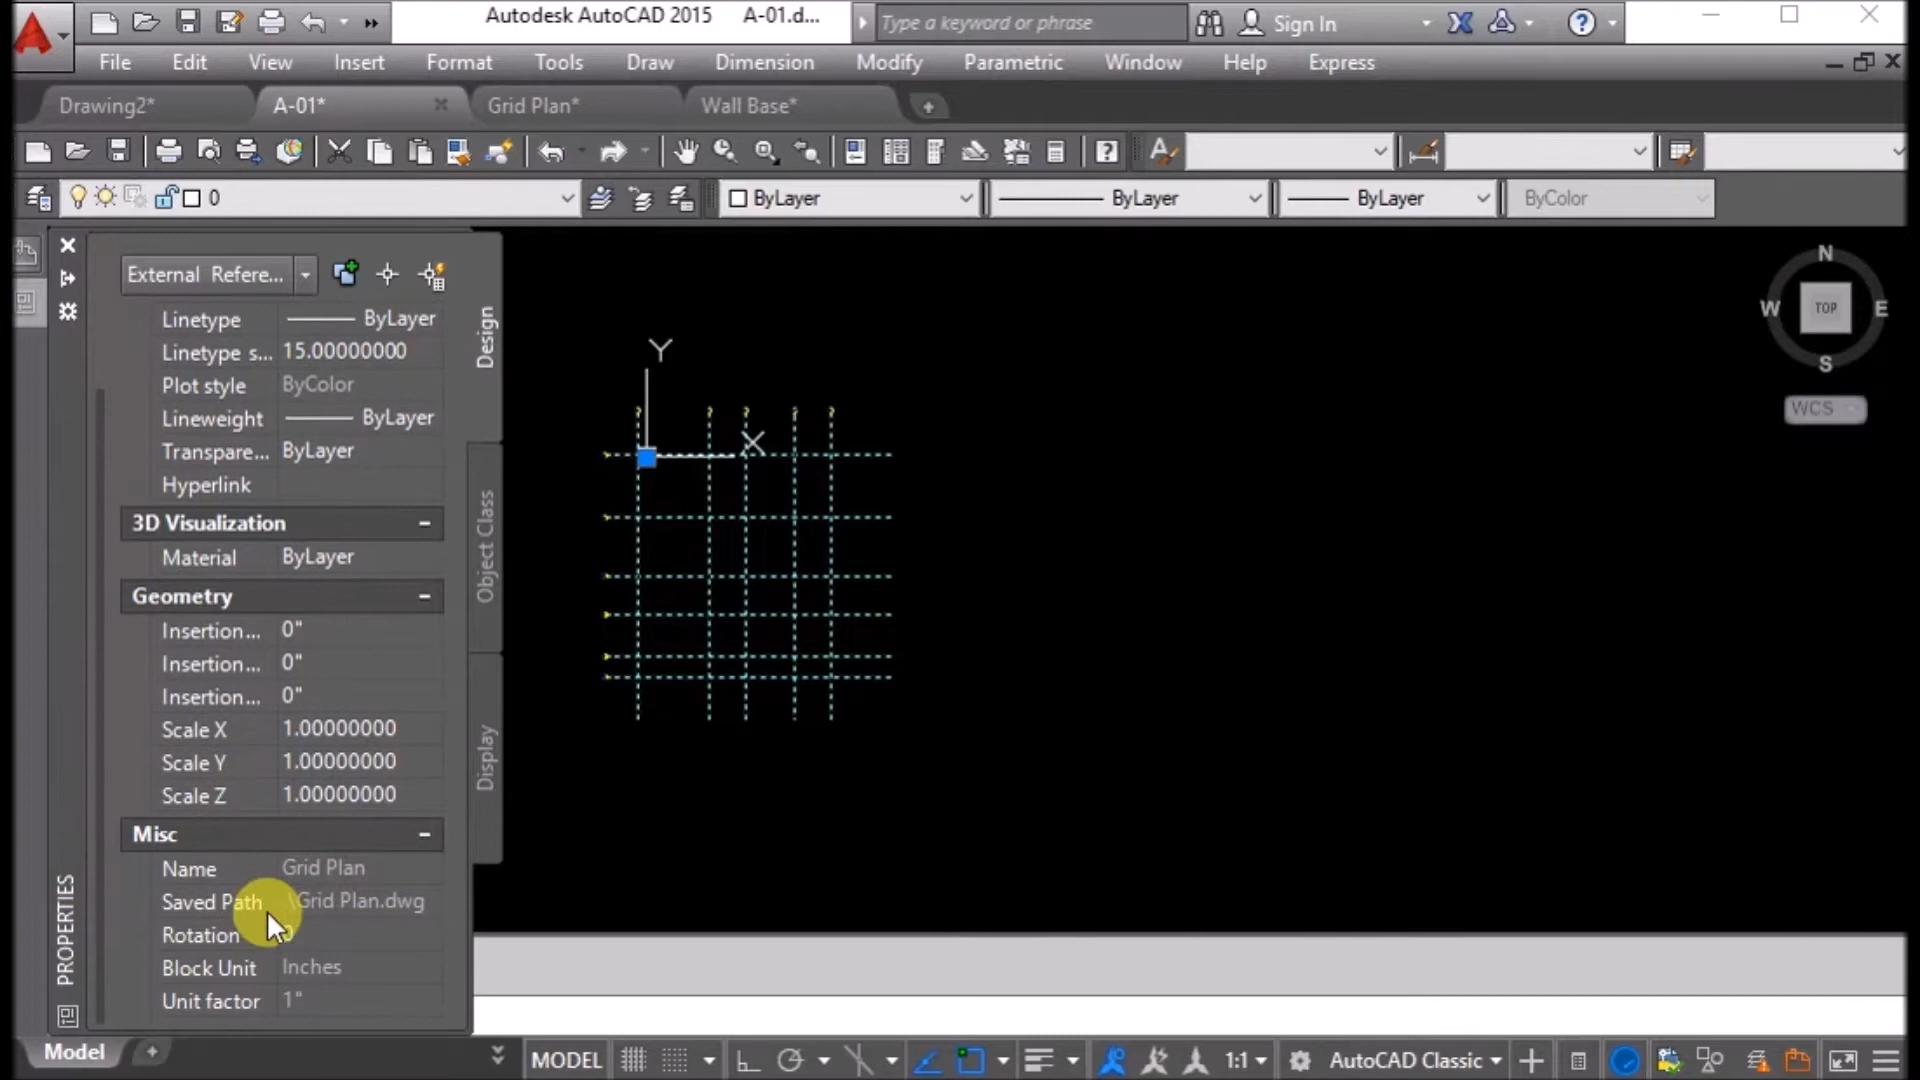 Autodesk AutoCAD 2015 A-01.d...
Type a keyword or phrase
Sign In
File Edit View Insert Format Tools Draw Dimension Modify Parametric Window Help Express
Drawing2* A-01* Grid Plan* Wall Base*
0 ByLayer ByLayer ByLayer ByColor
External Refere...
Linetype ByLayer
Linetype s... 15.00000000
Plot style ByColor
Lineweight ByLayer
Transpare... ByLayer
Hyperlink
3D Visualization
Material ByLayer
Geometry
Insertion... 0"
Insertion... 0"
Insertion... 0"
Scale X 1.00000000
Scale Y 1.00000000
Scale Z 1.00000000
Misc
Name Grid Plan
Saved Path \Grid Plan.dwg
Rotation
Block Unit Inches
Unit factor 1"
PROPERTIES
Design
Object Class
Display
Y
X
N
W TOP E
S
WCS
Model
MODEL 1:1 AutoCAD Classic